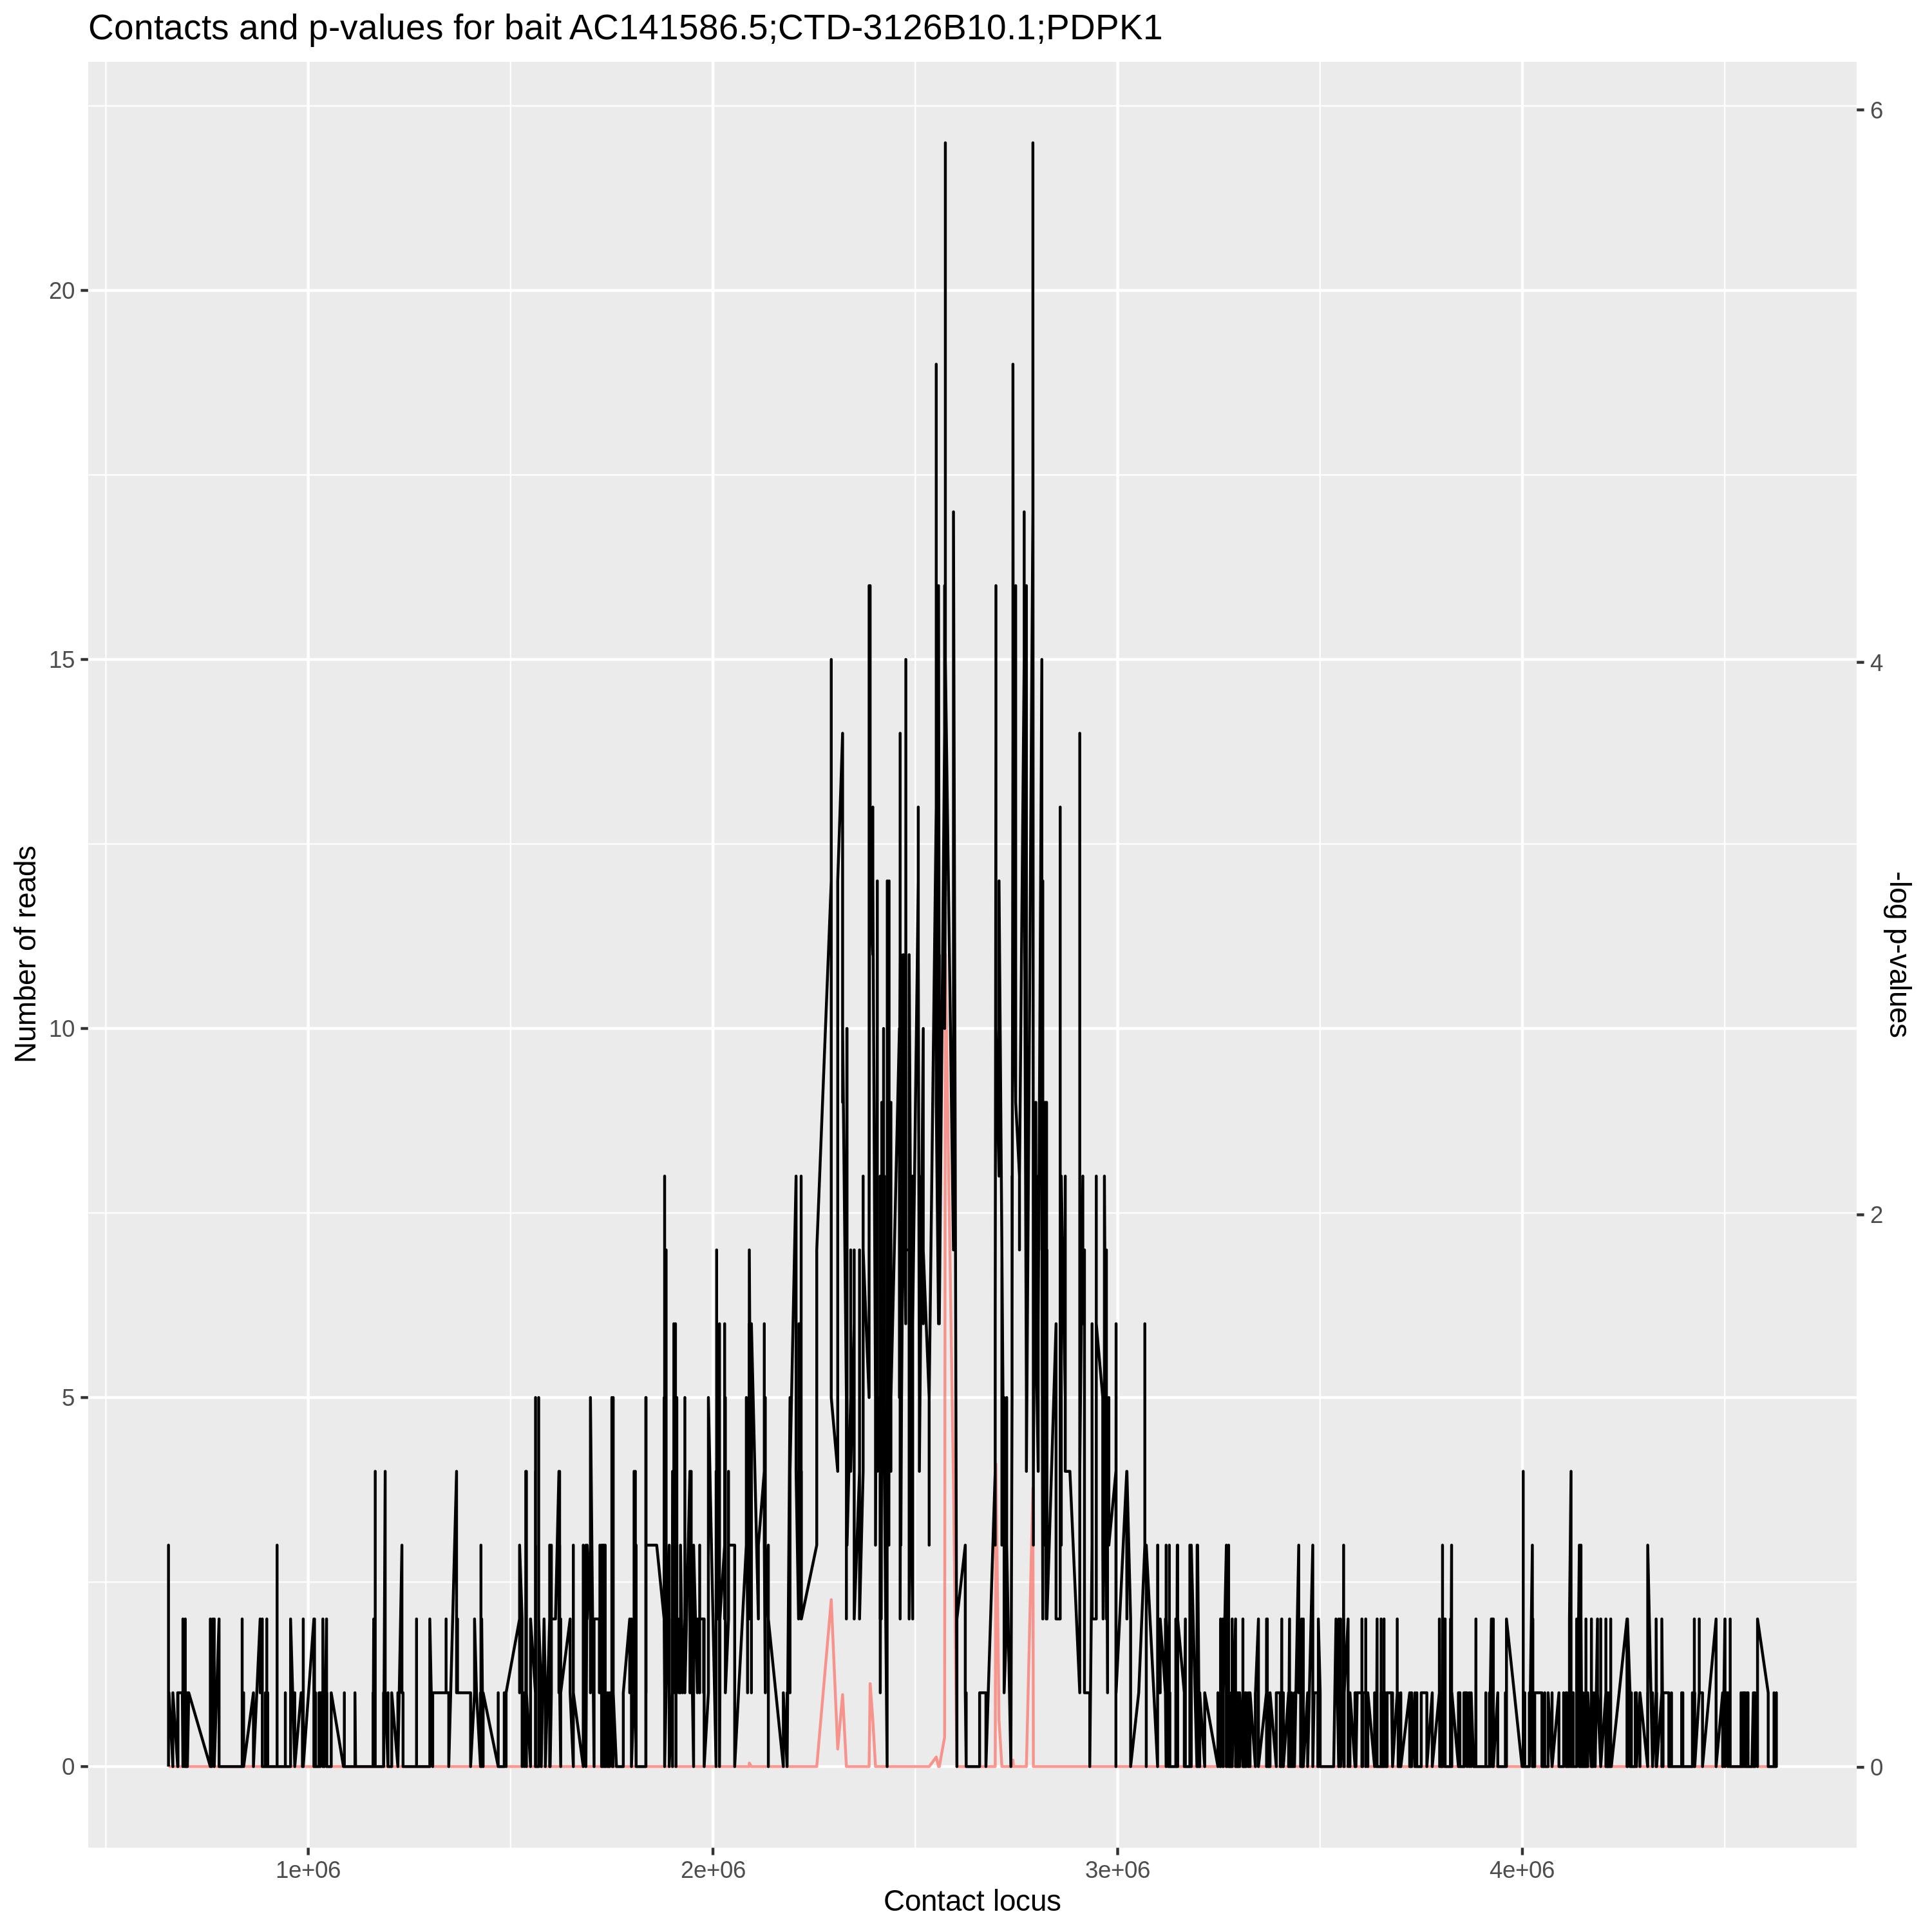 Contacts and p-values for bait AC141586.5;CTD-3126B10.1;PDPK1
Number of reads
20
15
10
5
0
6
4
2
0
-log p-values
1e+06
2e+06
3e+06
4e+06
Contact locus